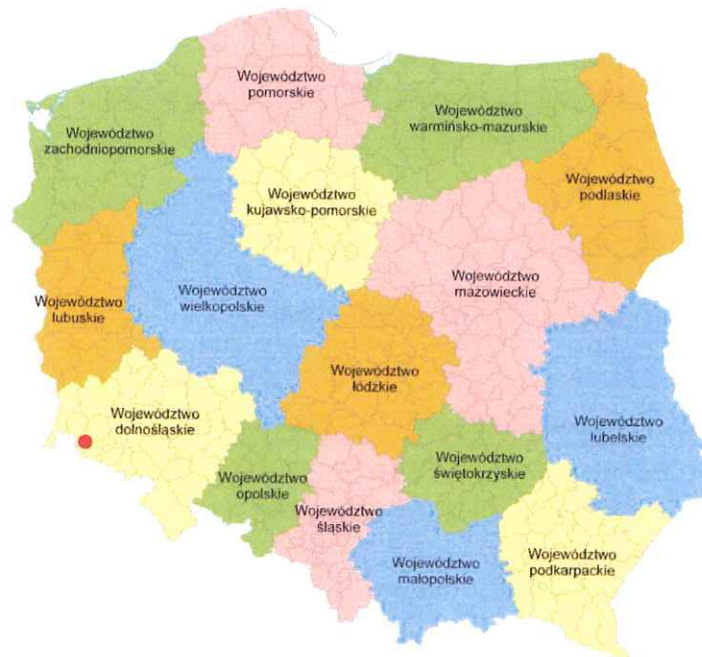 Województwo
pomorskie
Województwo
warmińsko-mazurskie
Województwo
zachodniopomorskie
Województwo
podlaskie
Województwo
kujawsko-pomorskie
Województwo
mazowieckie
Województwo
wielkopolskie
Województwo
lubuskie
Województwo
łódzkie
Województwo
dolnośląskie
Województwo
lubelskie
Województwo
świętokrzyskie
Województwo
opolskie
Województwo
śląskie
Województwo
podkarpackie
Województwo
małopolskie